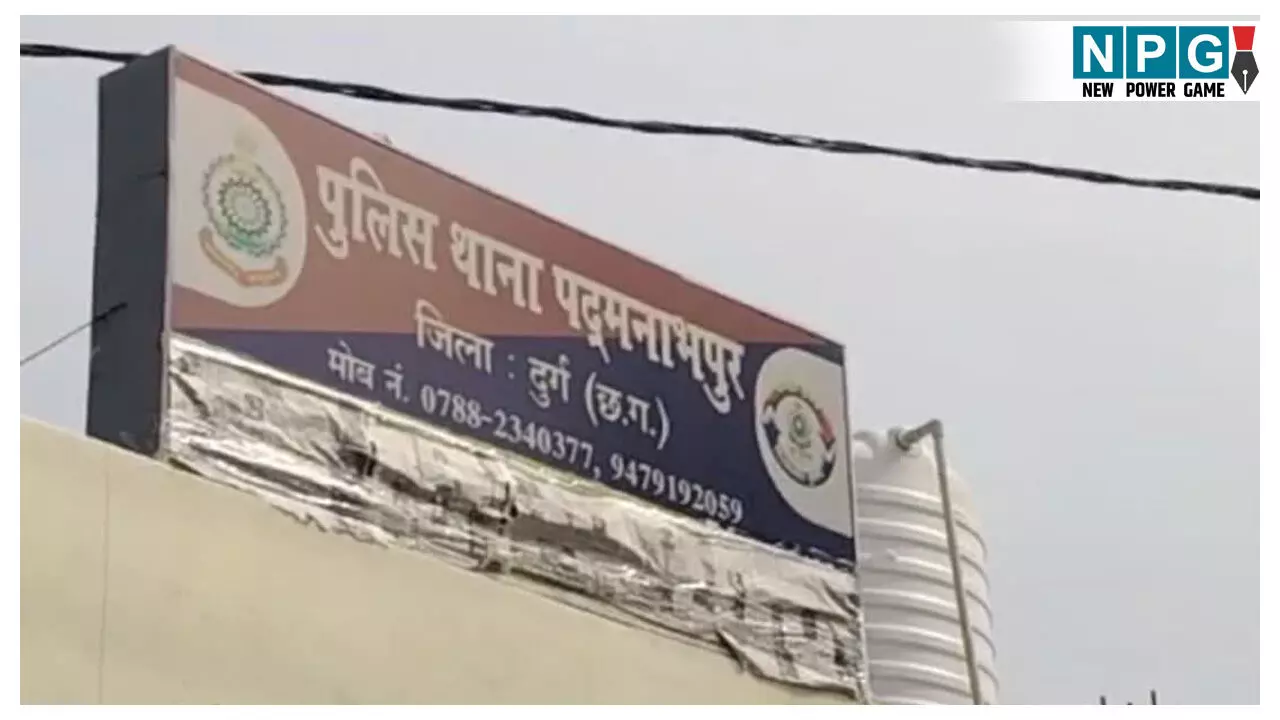 NPG
NEW POWER GAME
पुलिस थाना पद्मनाभपुर
जिला : दुर्ग (छ.ग.)
मोब नं. 0788-2340377, 9479192059